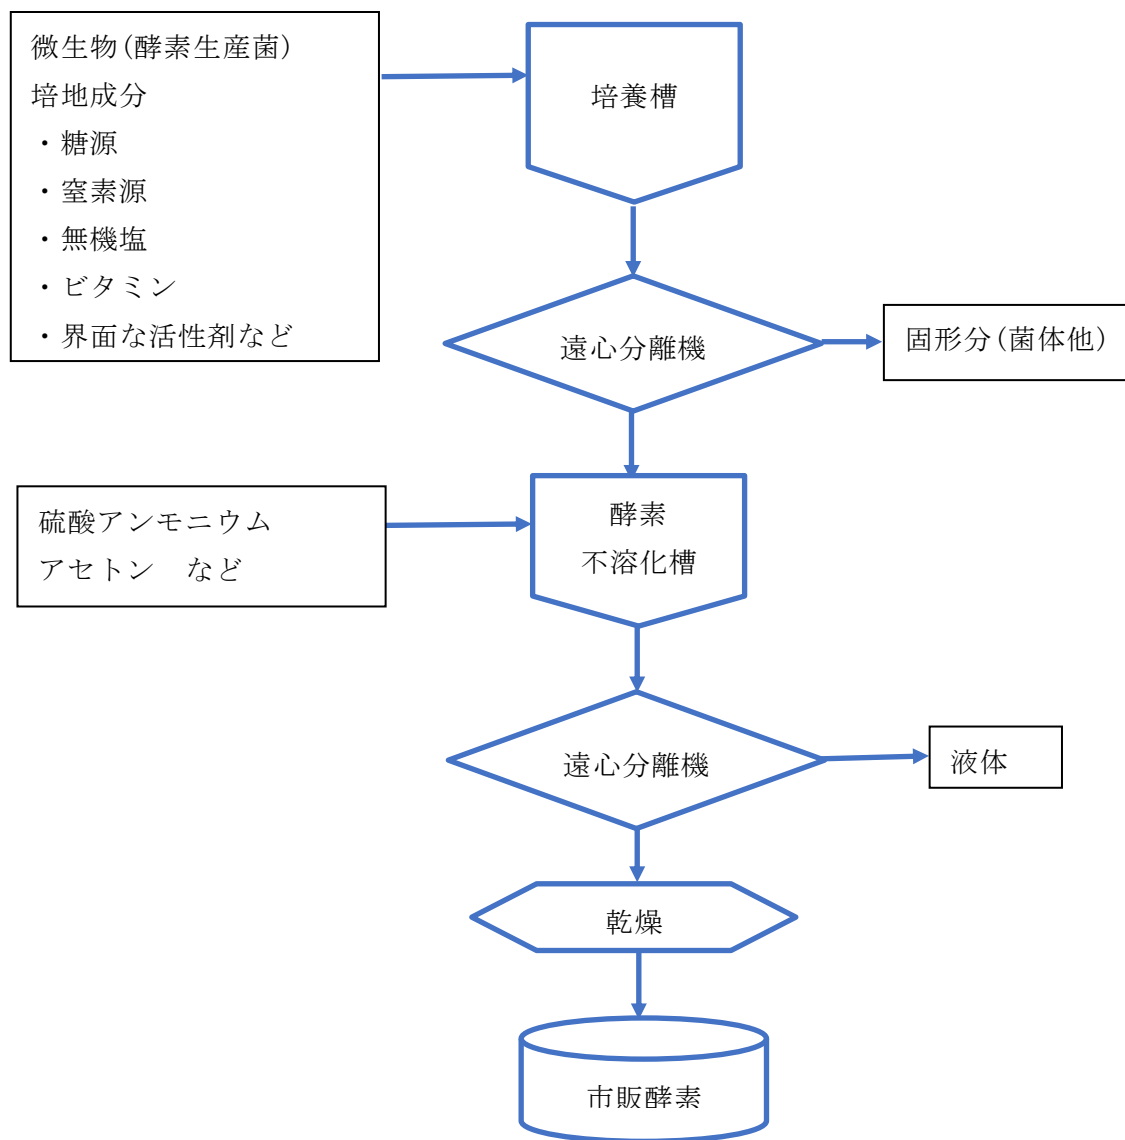 微生物(酵素生産菌)
培地成分
・糖源
・窒素源
・無機塩
・ビタミン
・界面な活性剤など
培養槽
遠心分離機
固形分(菌体他)
硫酸アンモニウム
アセトン　など
酵素
不溶化槽
遠心分離機
液体
乾燥
市販酵素